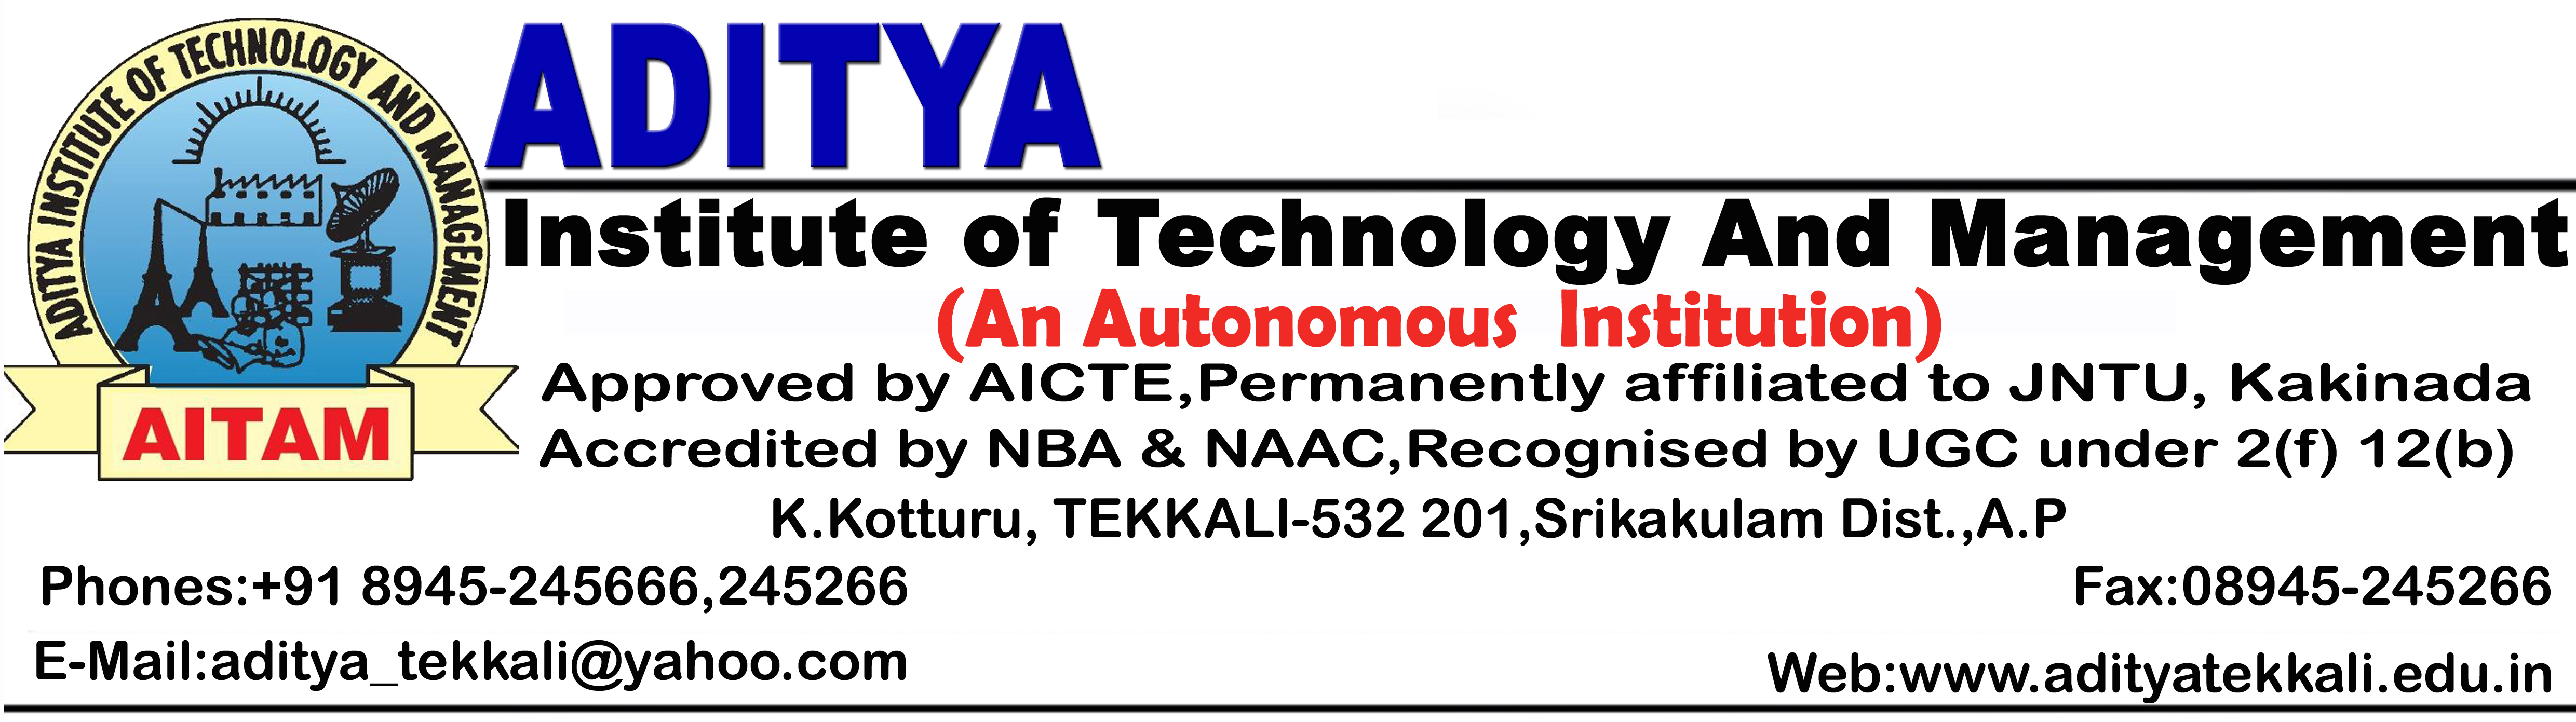 ADITYA INSTITUTE OF TECHNOLOGY AND MANAGEMENT
AITAM
ADITYA
Institute of Technology And Management
(An Autonomous Institution)
Approved by AICTE,Permanently affiliated to JNTU, Kakinada
Accredited by NBA & NAAC,Recognised by UGC under 2(f) 12(b)
K.Kotturu, TEKKALI-532 201,Srikakulam Dist.,A.P
Phones:+91 8945-245666,245266
Fax:08945-245266
E-Mail:aditya_tekkali@yahoo.com
Web:www.adityatekkali.edu.in